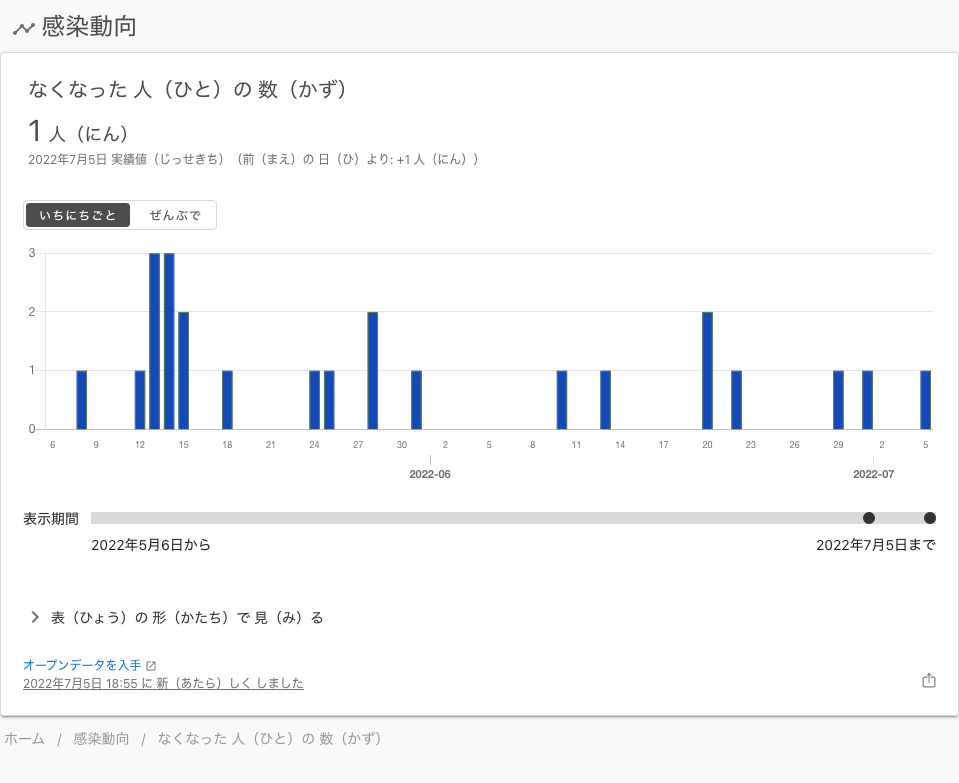 感染動向
なくなった 人（ひと）の 数（かず）
1 人（にん）
2022年7月5日 実績値（じっせきち）（前（まえ）の 日（ひ）より: +1 人（にん））
いちにちごと ぜんぶで
3
2
1
0
6 9 12 15 18 21 24 27 30 2 5 8 11 14 17 20 23 26 29 2 5
2022-06 2022-07
表示期間
2022年5月6日から 2022年7月5日まで
表（ひょう）の 形（かたち）で 見（み）る
オープンデータを入手
2022年7月5日 18:55 に 新（あたら）しく しました
ホーム / 感染動向 / なくなった 人（ひと）の 数（かず）